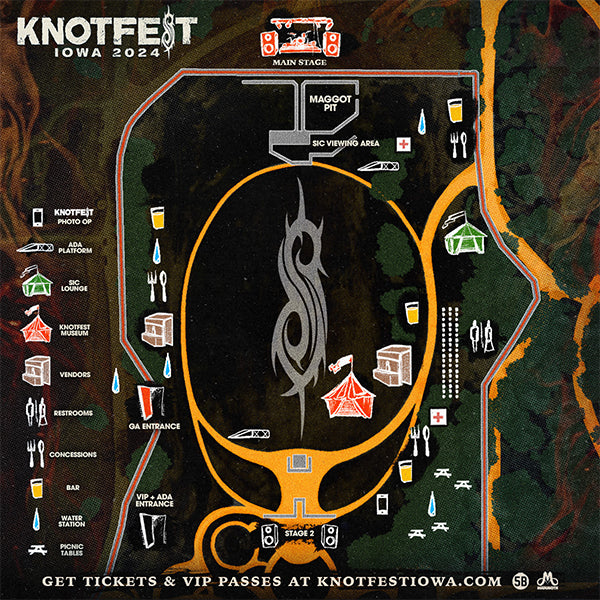 KNOTFEST
IOWA 2024
MAIN STAGE
MAGGOT
PIT
SIC VIEWING AREA
KNOTFEST
PHOTO OP
ADA
PLATFORM
SIC
LOUNGE
KNOTFEST
MUSEUM
VENDORS
RESTROOMS
CONCESSIONS
BAR
WATER
STATION
PICNIC
TABLES
GA ENTRANCE
VIP + ADA
ENTRANCE
STAGE 2
GET TICKETS & VIP PASSES AT KNOTFESTIOWA.COM
5B